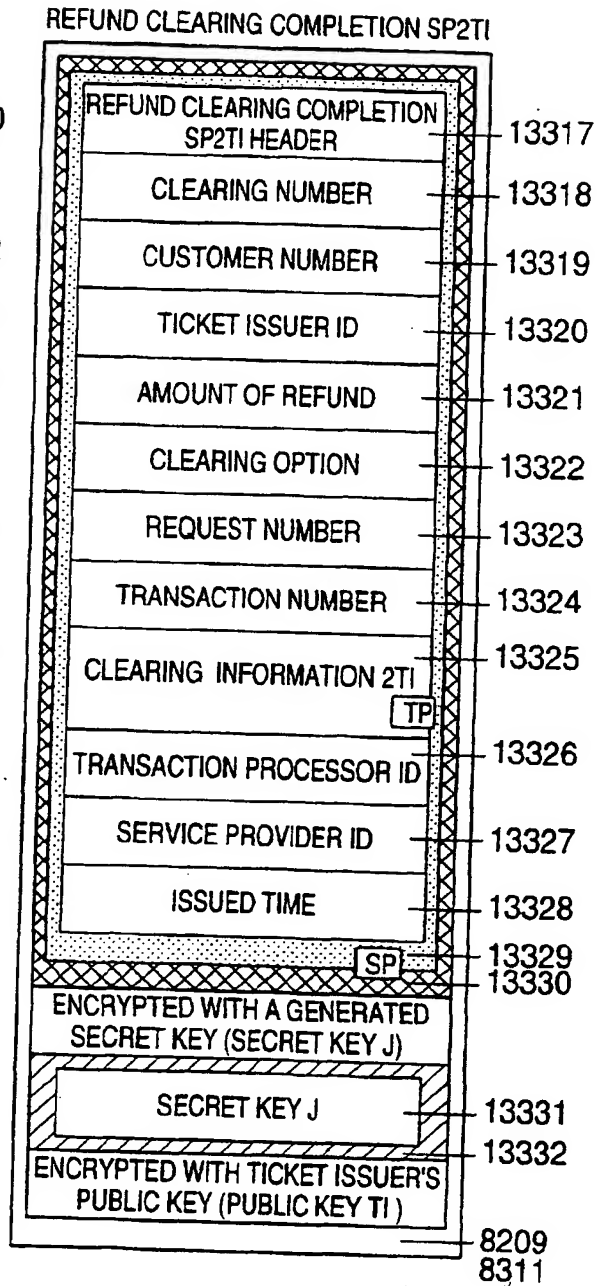 REFUND CLEARING COMPLETION SP2TI
REFUND CLEARING COMPLETION
SP2TI HEADER
13317
CLEARING NUMBER
13318
CUSTOMER NUMBER
13319
TICKET ISSUER ID
13320
AMOUNT OF REFUND
13321
CLEARING OPTION
13322
REQUEST NUMBER
13323
TRANSACTION NUMBER
13324
CLEARING INFORMATION 2TI
13325
TP
TRANSACTION PROCESSOR ID
13326
SERVICE PROVIDER ID
13327
ISSUED TIME
13328
SP
13329
13330
ENCRYPTED WITH A GENERATED
SECRET KEY (SECRET KEY J)
SECRET KEY J
13331
13332
ENCRYPTED WITH TICKET ISSUER'S
PUBLIC KEY (PUBLIC KEY TI )
8209
8311